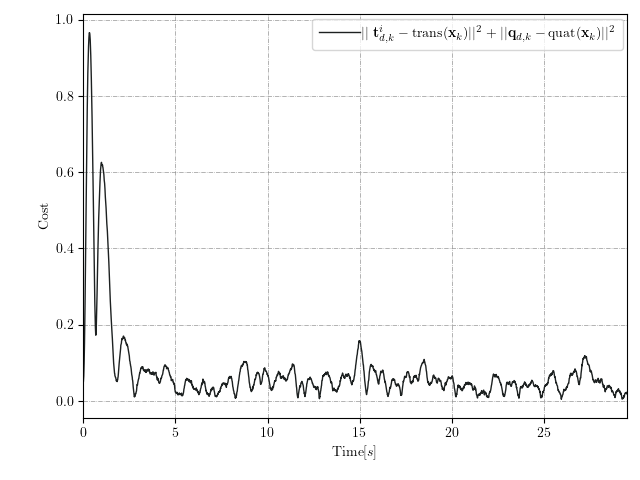 || t^i_{d,k} − trans(x_k)||² + ||q_{d,k} − quat(x_k)||²
1.0
0.8
0.6
0.4
0.2
0.0
Cost
0 5 10 15 20 25
Time[s]